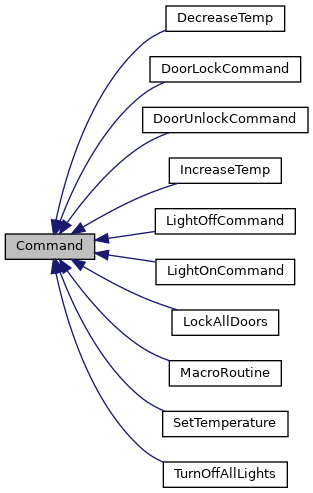 DecreaseTemp
DoorLockCommand
DoorUnlockCommand
IncreaseTemp
LightOffCommand
Command
LightOnCommand
LockAllDoors
MacroRoutine
SetTemperature
TurnOffAllLights